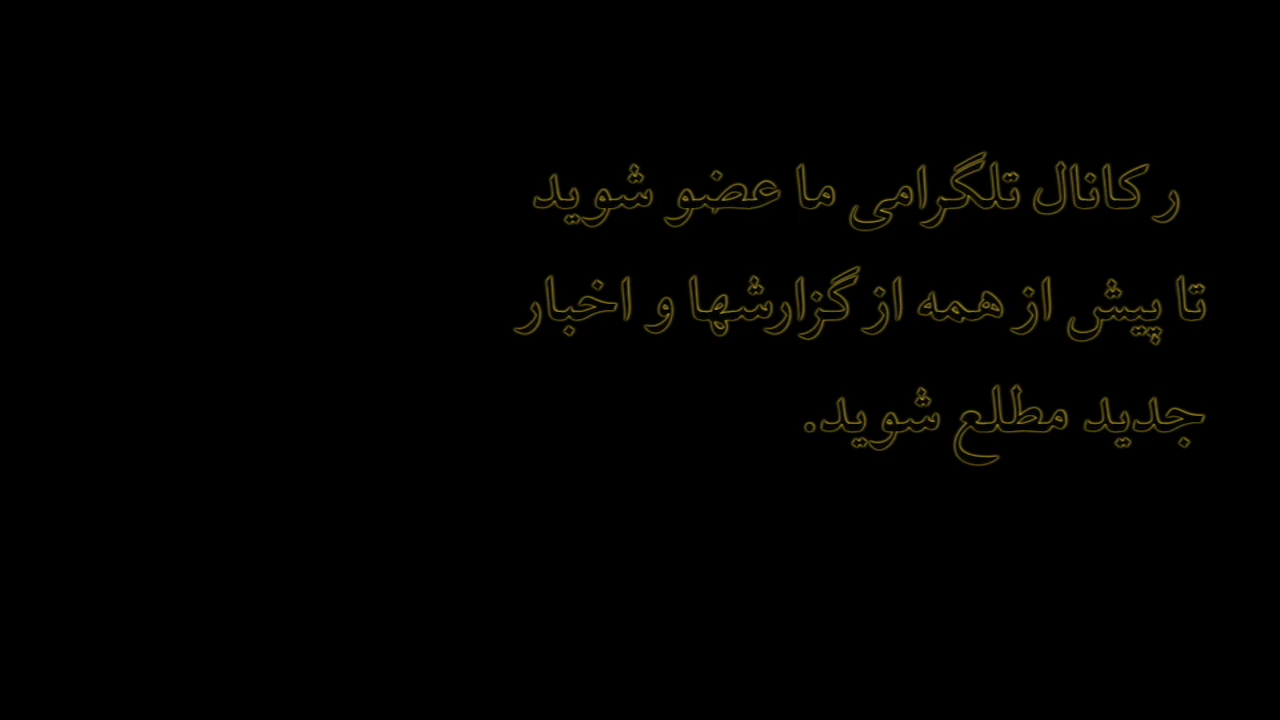 ر کانال تلگرامی ما عضو شوید
تا پیش از همه از گزارشها و اخبار
جدید مطلع شوید.